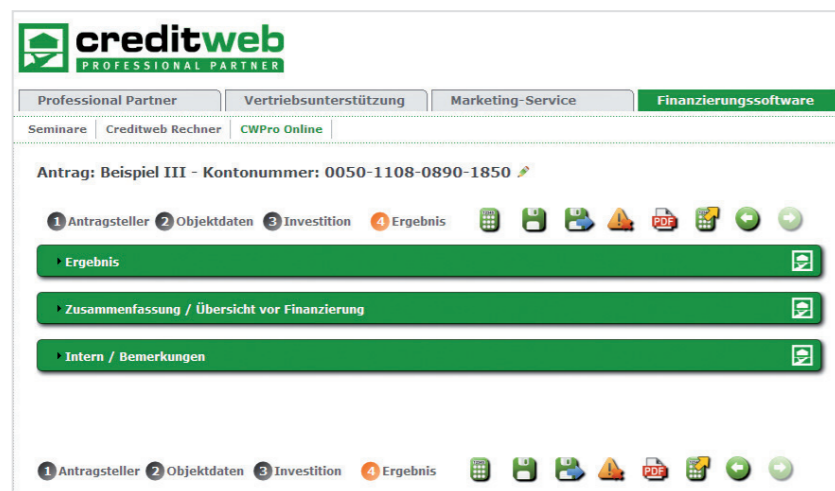 creditweb
PROFESSIONAL PARTNER
Professional Partner Vertriebsunterstützung Marketing-Service Finanzierungssoftware
Seminare Creditweb Rechner CWPro Online
Antrag: Beispiel III - Kontonummer: 0050-1108-0890-1850
1 Antragsteller 2 Objektdaten 3 Investition 4 Ergebnis PDF
Ergebnis
Zusammenfassung / Übersicht vor Finanzierung
Intern / Bemerkungen
1 Antragsteller 2 Objektdaten 3 Investition 4 Ergebnis PDF